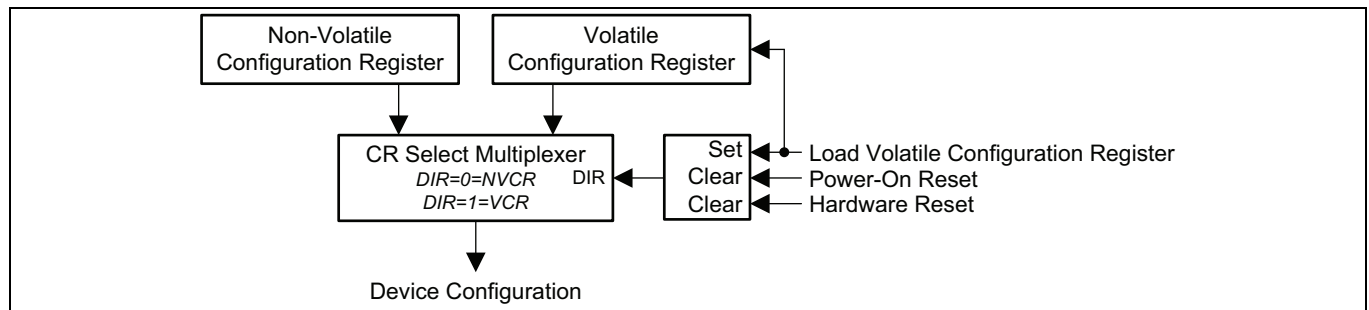 Non-Volatile
Configuration Register
Volatile
Configuration Register
CR Select Multiplexer
DIR=0=NVCR
DIR=1=VCR
DIR
Set
Clear
Clear
Load Volatile Configuration Register
Power-On Reset
Hardware Reset
Device Configuration